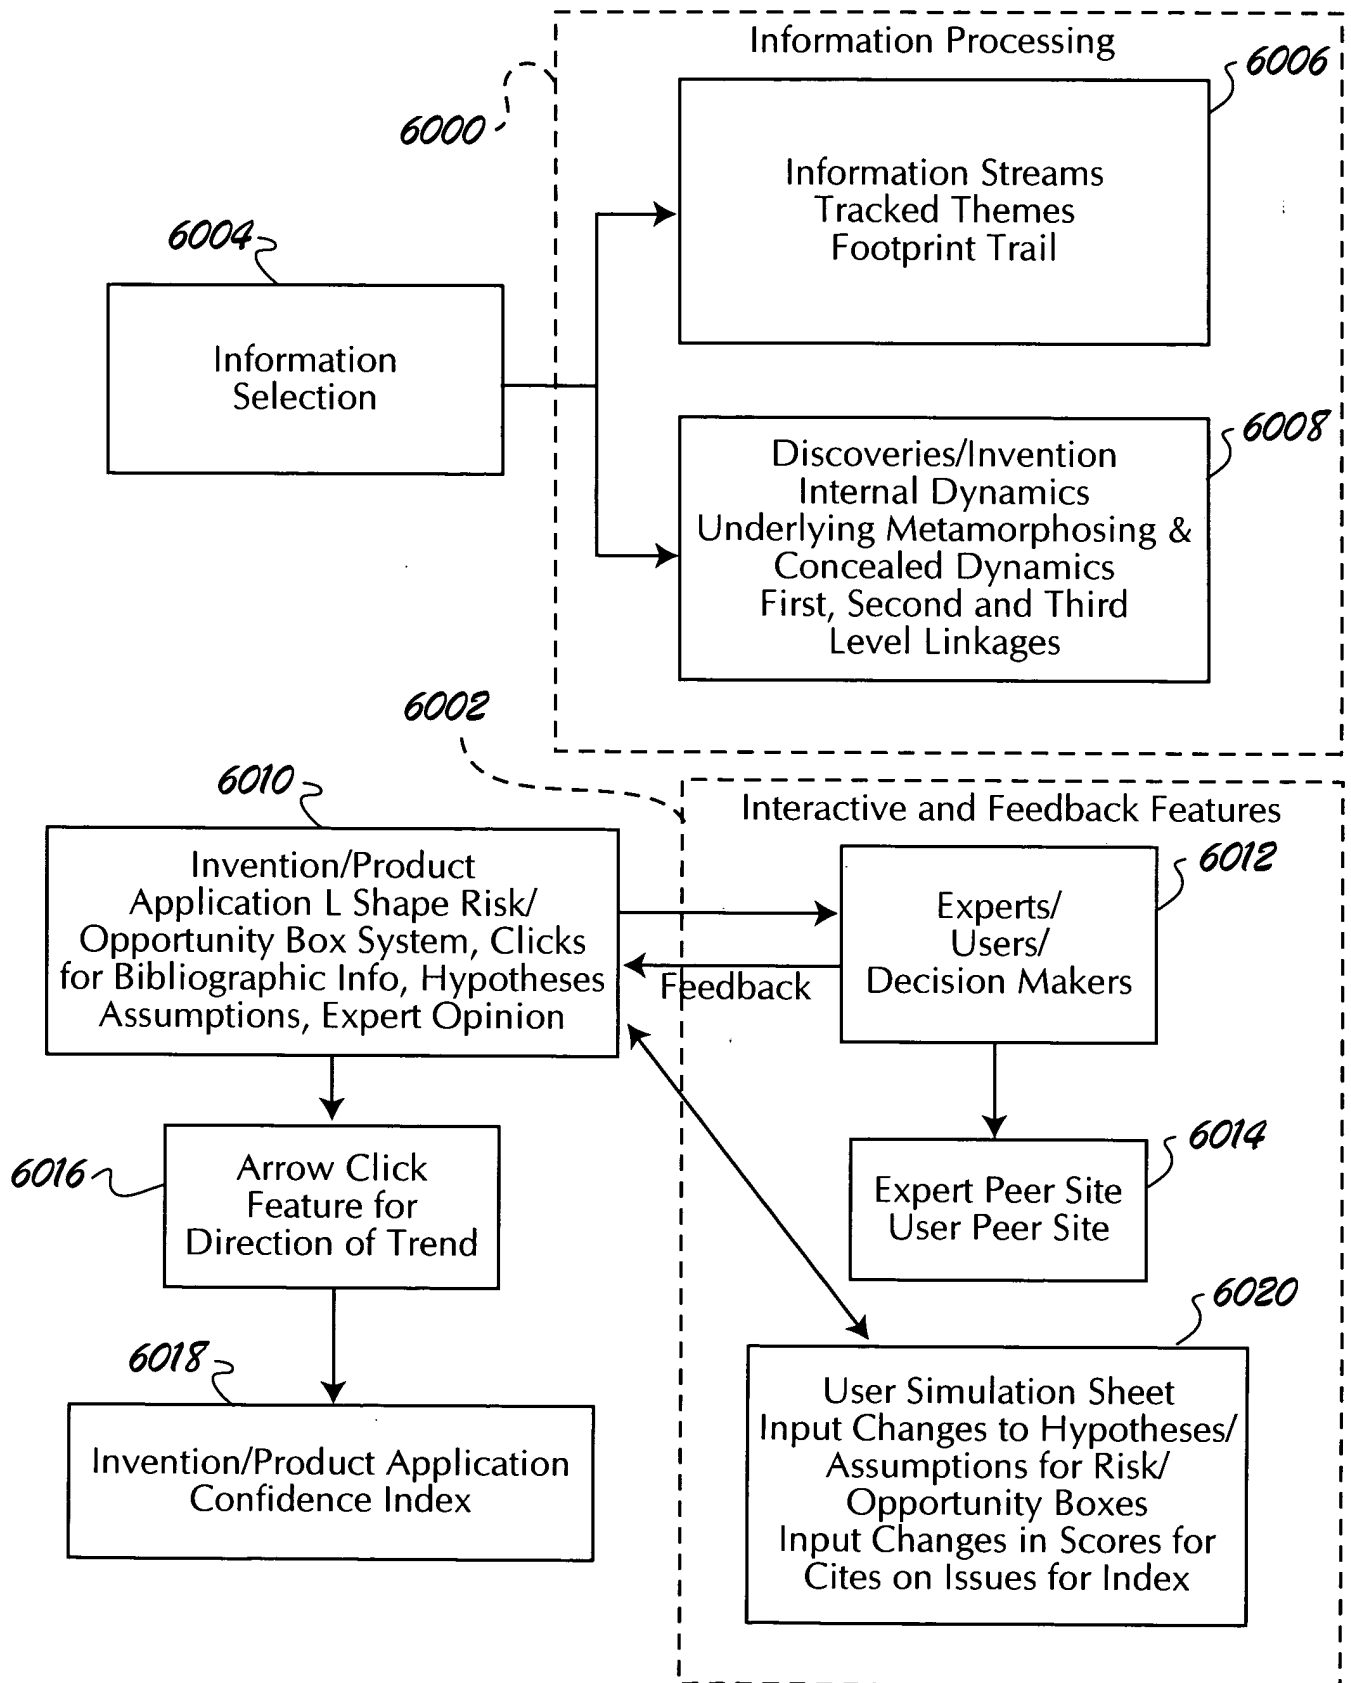 Information Processing
6006
6000
Information Streams
Tracked Themes
Footprint Trail
6004
Information
Selection
6008
Discoveries/Invention
Internal Dynamics
Underlying Metamorphosing &
Concealed Dynamics
First, Second and Third
Level Linkages
6002
6010
Interactive and Feedback Features
Invention/Product
Application L Shape Risk/
Opportunity Box System, Clicks
for Bibliographic Info, Hypotheses
Assumptions, Expert Opinion
6012
Experts/
Users/
Decision Makers
Feedback
6016
Arrow Click
Feature for
Direction of Trend
6014
Expert Peer Site
User Peer Site
6018
Invention/Product Application
Confidence Index
6020
User Simulation Sheet
Input Changes to Hypotheses/
Assumptions for Risk/
Opportunity Boxes
Input Changes in Scores for
Cites on Issues for Index